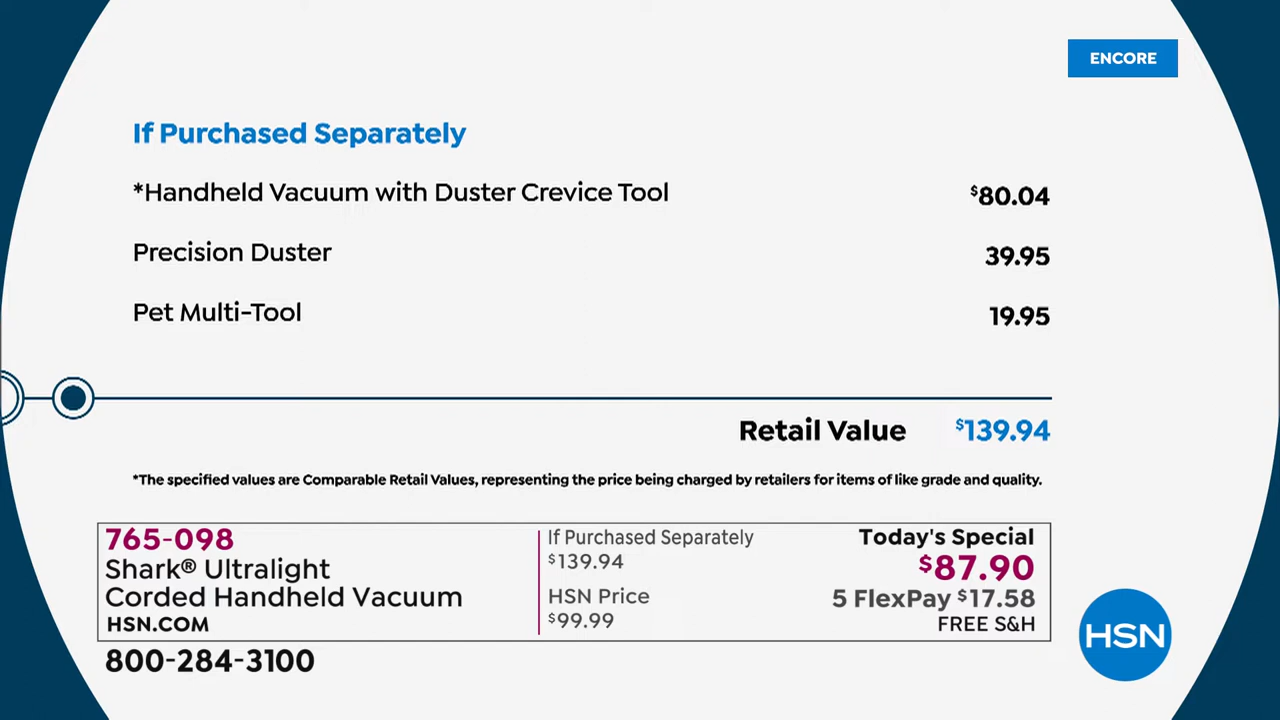 ENCORE
If Purchased Separately
*Handheld Vacuum with Duster Crevice Tool $80.04
Precision Duster 39.95
Pet Multi-Tool 19.95
Retail Value $139.94
*The specified values are Comparable Retail Values, representing the price being charged by retailers for items of like grade and quality.
765-098
Shark® Ultralight
Corded Handheld Vacuum
HSN.COM
If Purchased Separately
$139.94
HSN Price
$99.99
Today's Special
$87.90
5 FlexPay $17.58
FREE S&H
800-284-3100
HSN